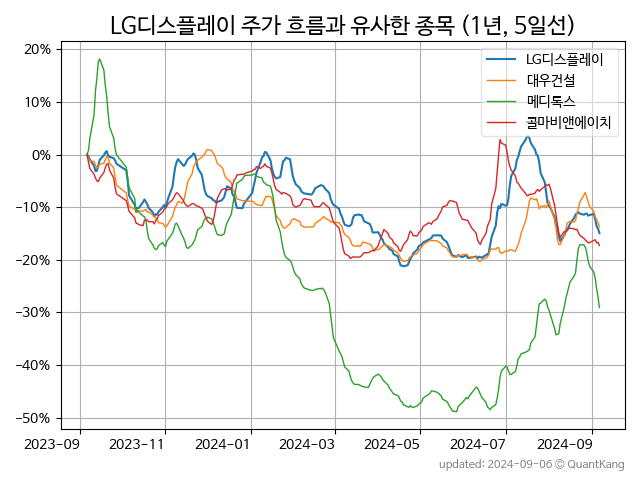 LG디스플레이 주가 흐름과 유사한 종목 (1년, 5일선)
20%
10%
0%
−10%
−20%
−30%
−40%
−50%
LG디스플레이
대우건설
메디톡스
콜마비앤에이치
2023-09
2023-11
2024-01
2024-03
2024-05
2024-07
2024-09
updated: 2024-09-06 © QuantKang